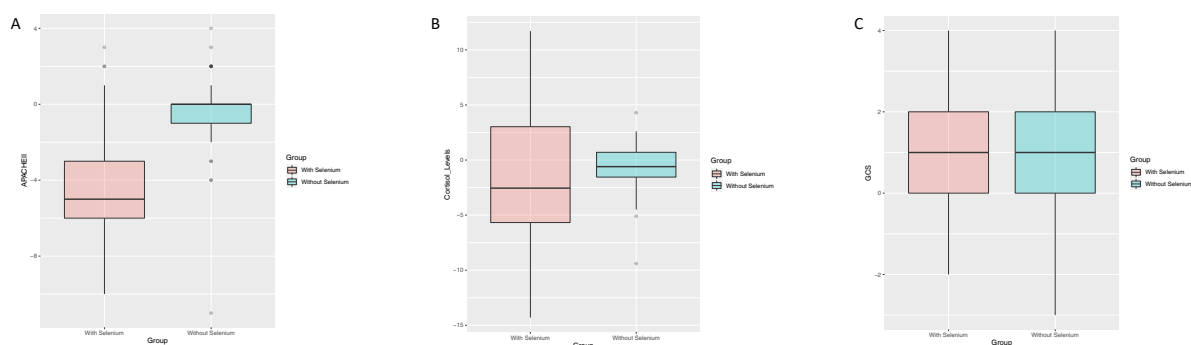 A
4
0
−4
−8
APACHEII
With Selenium
Without Selenium
Group
Group
With Selenium
Without Selenium
B
10
5
0
−5
−10
−15
Cortisol_Levels
With Selenium
Without Selenium
Group
Group
With Selenium
Without Selenium
C
4
2
0
−2
GCS
With Selenium
Without Selenium
Group
Group
With Selenium
Without Selenium